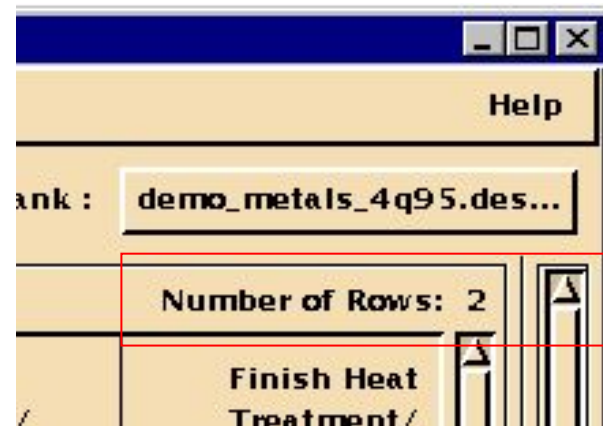 Help
ank : demo_metals_4q95.des...
Number of Rows: 2
Finish Heat
/ Treatment/